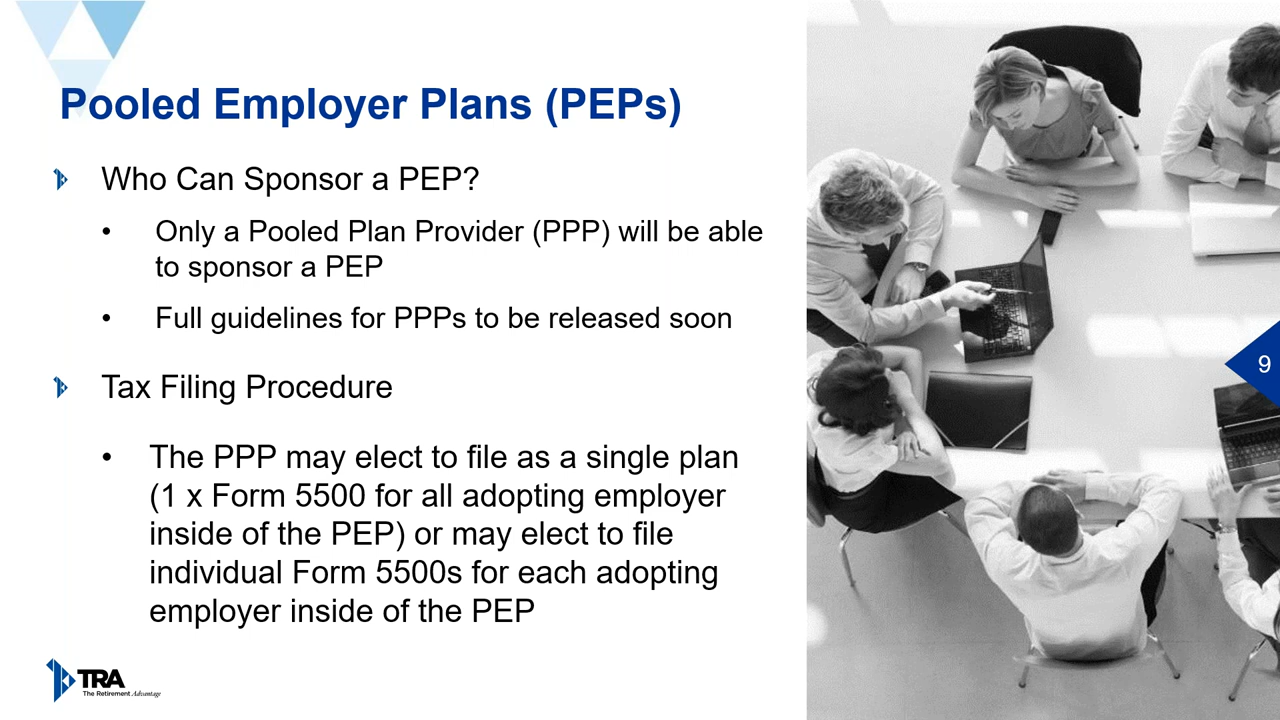 Pooled Employer Plans (PEPs)
Who Can Sponsor a PEP?
• Only a Pooled Plan Provider (PPP) will be able
to sponsor a PEP
• Full guidelines for PPPs to be released soon
Tax Filing Procedure
• The PPP may elect to file as a single plan
(1 x Form 5500 for all adopting employer
inside of the PEP) or may elect to file
individual Form 5500s for each adopting
employer inside of the PEP
9
TRA
The Retirement Advantage